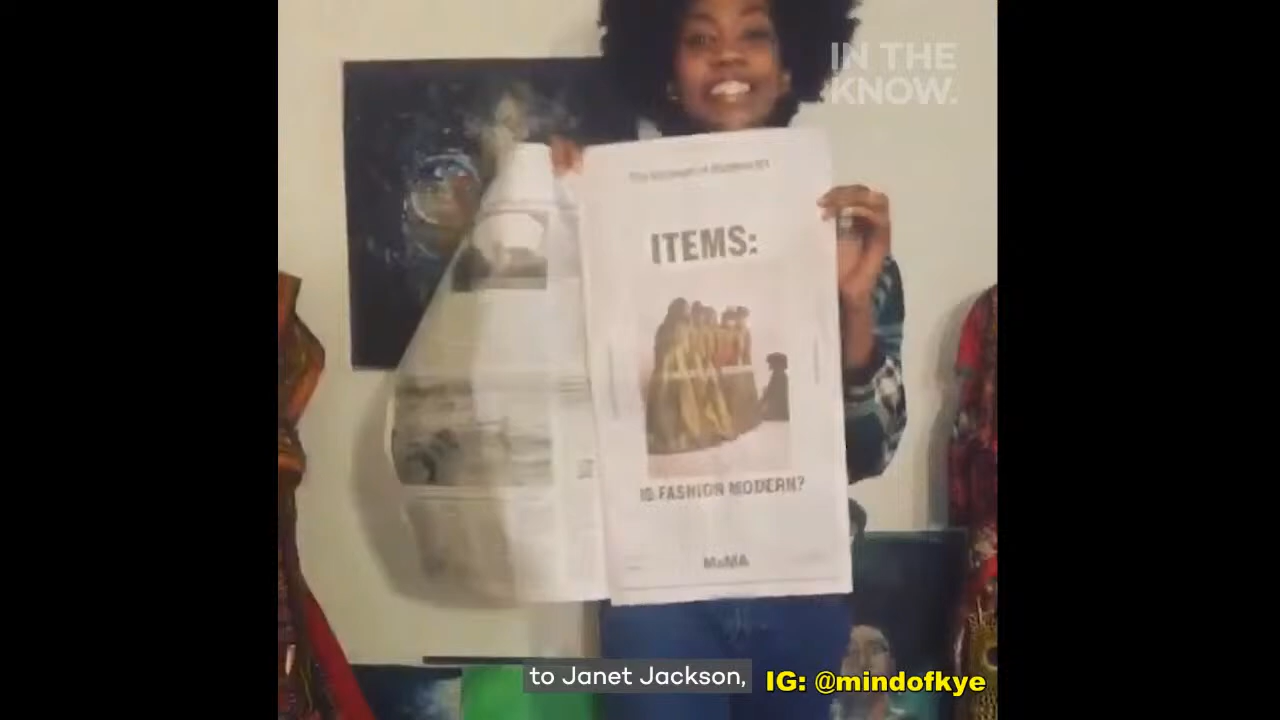 IN THE
KNOW.
ITEMS:
IS FASHION MODERN?
MoMA
to Janet Jackson,
IG: @mindofkye